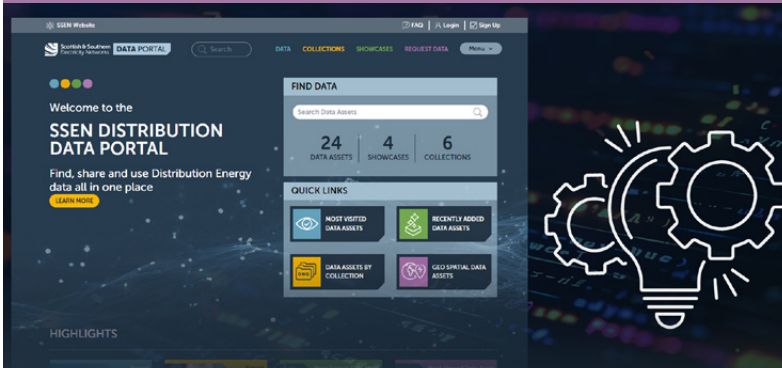 SSEN Website
FAQ
Login
Sign Up
Scottish & Southern
Electricity Networks
DATA PORTAL
Search
DATA
COLLECTIONS
SHOWCASES
REQUEST DATA
Menu
Welcome to the
SSEN DISTRIBUTION
DATA PORTAL
Find, share and use Distribution Energy
data all in one place
LEARN MORE
FIND DATA
Search Data Assets
24
DATA ASSETS
4
SHOWCASES
6
COLLECTIONS
QUICK LINKS
MOST VISITED
DATA ASSETS
RECENTLY ADDED
DATA ASSETS
DATA ASSETS BY
COLLECTION
GEO SPATIAL DATA
ASSETS
HIGHLIGHTS